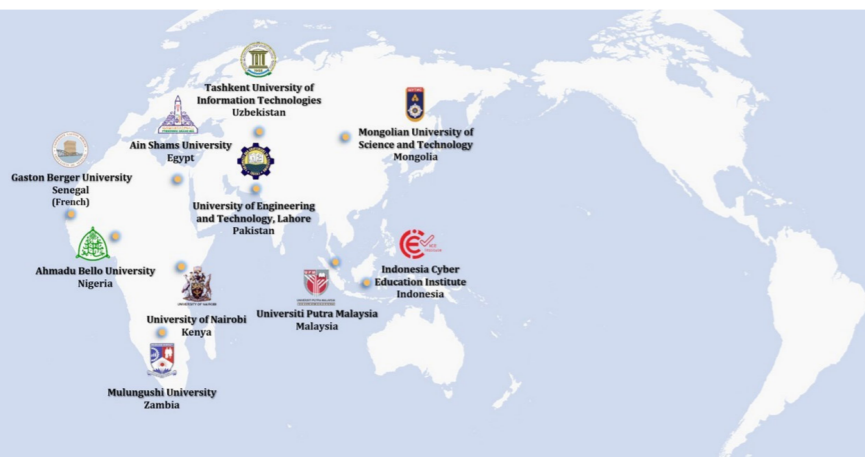 Tashkent University of
Information Technologies
Uzbekistan
Mongolian University of
Science and Technology
Mongolia
Ain Shams University
Egypt
Gaston Berger University
Senegal
(French)
University of Engineering
and Technology, Lahore
Pakistan
Ahmadu Bello University
Nigeria
Indonesia Cyber
Education Institute
Indonesia
University of Nairobi
Kenya
Universiti Putra Malaysia
Malaysia
Mulungushi University
Zambia